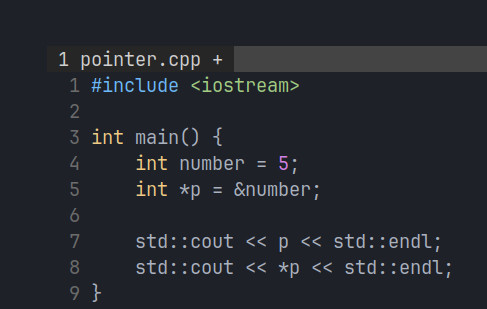 1 pointer.cpp +
1 #include <iostream>
2
3 int main() {
4     int number = 5;
5     int *p = &number;
6
7     std::cout << p << std::endl;
8     std::cout << *p << std::endl;
9 }